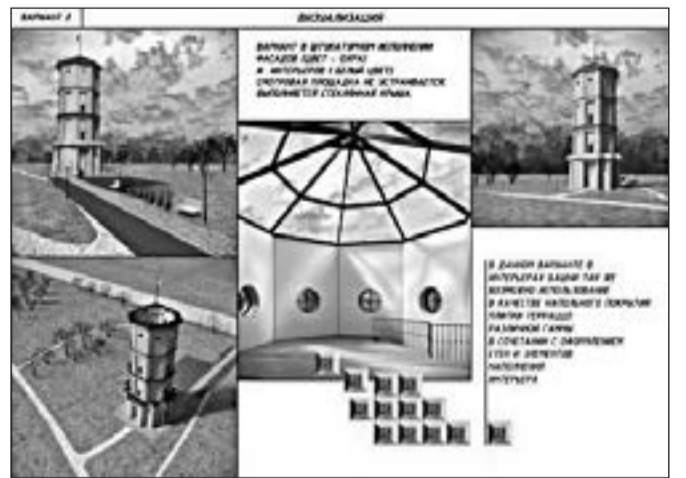 ВАРИАНТ 2
ВИЗУАЛИЗАЦИЯ
ВАРИАНТ В ШТУКАТУРНОМ ИСПОЛНЕНИИ
ФАСАДОВ (ЦВЕТ - ОХРА)
И ИНТЕРЬЕРОВ (БЕЛЫЙ ЦВЕТ)
СМОТРОВАЯ ПЛОЩАДКА НЕ УСТРАИВАЕТСЯ
ВЫПОЛНЯЕТСЯ СТЕКЛЯННАЯ КРЫША.
В ДАННОМ ВАРИАНТЕ В
ИНТЕРЬЕРАХ БАШНИ ТАК ЖЕ
ВОЗМОЖНО ИСПОЛЬЗОВАНИЕ
В КАЧЕСТВЕ НАПОЛЬНОГО ПОКРЫТИЯ
ПЛИТКИ ТЕРРАЦЦО
РАЗЛИЧНОЙ ГАММЫ
В СОЧЕТАНИИ С ОФОРМЛЕНИЕМ
СТЕН И ЭЛЕМЕНТОВ
НАПОЛНЕНИЯ
ИНТЕРЬЕРА